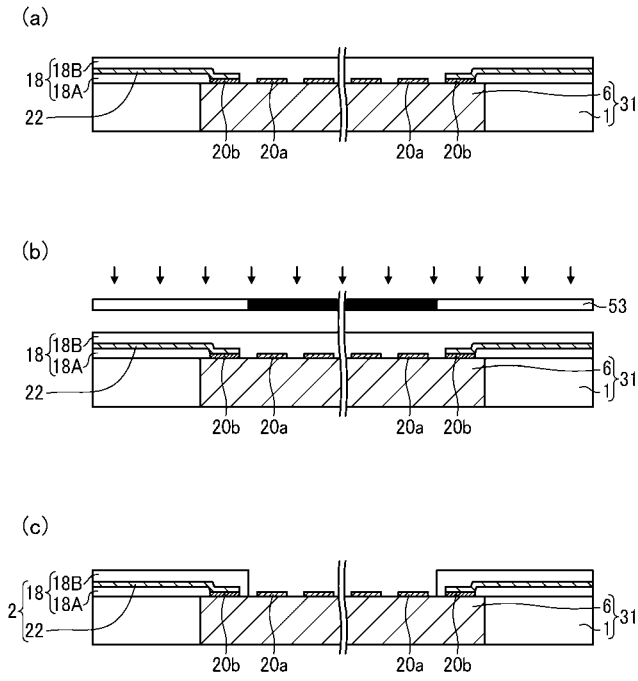 (a)
18 { 18B
18A
22
6
1 } 31
20b 20a 20a 20b
(b)
53
18 { 18B
18A
22
6
1 } 31
20b 20a 20a 20b
(c)
2 { 18 { 18B
18A
22
6
1 } 31
20b 20a 20a 20b